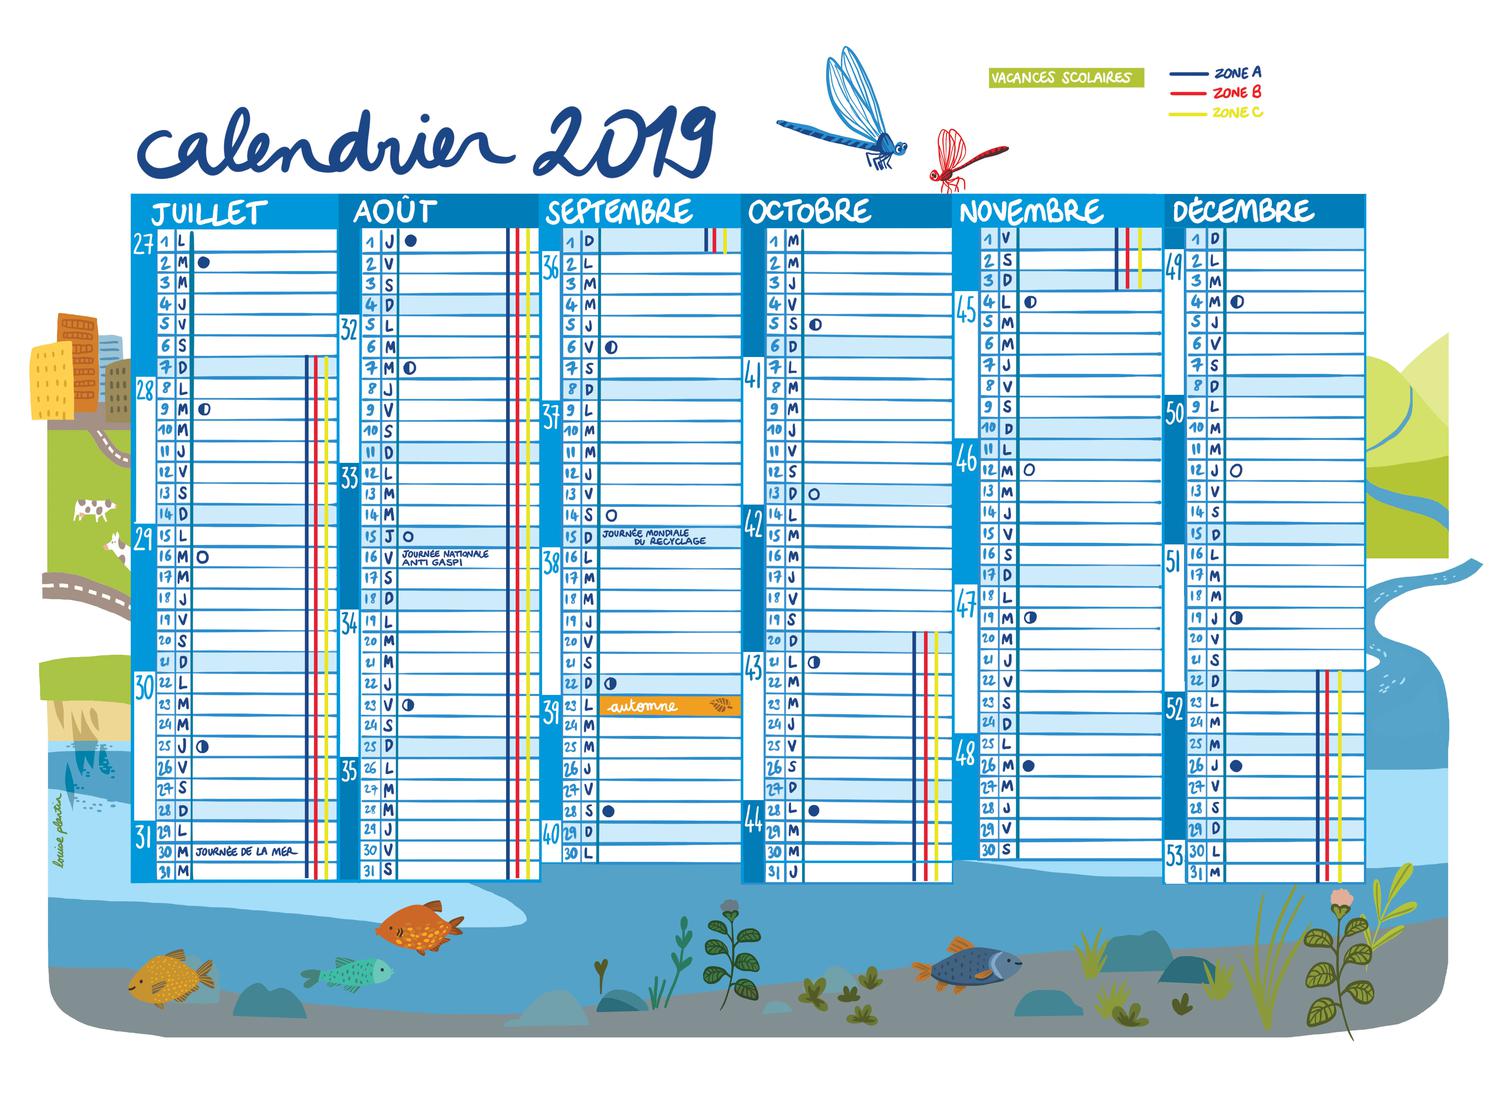 VACANCES SCOLAIRES
ZONE A
ZONE B
ZONE C
calendrier 2019
JUILLET
27 1 L
2 M
3 M
4 J
5 V
6 S
7 D
28 8 L
9 M
10 M
11 J
12 V
13 S
14 D
29 15 L
16 M
17 M
18 J
19 V
20 S
21 D
30 22 L
23 M
24 M
25 J
26 V
27 S
28 D
31 29 L
30 M JOURNÉE DE LA MER
31 M
AOÛT
1 J
2 V
3 S
4 D
32 5 L
6 M
7 M
8 J
9 V
10 S
11 D
33 12 L
13 M
14 M
15 J
16 V JOURNÉE NATIONALE
ANTI GASPI
17 S
18 D
34 19 L
20 M
21 M
22 J
23 V
24 S
25 D
35 26 L
27 M
28 M
29 J
30 V
31 S
SEPTEMBRE
1 D
36 2 L
3 M
4 M
5 J
6 V
7 S
8 D
37 9 L
10 M
11 M
12 J
13 V
14 S
15 D JOURNÉE MONDIALE
DU RECYCLAGE
38 16 L
17 M
18 M
19 J
20 V
21 S
22 D
39 23 L automne
24 M
25 M
26 J
27 V
28 S
29 D
40 30 L
OCTOBRE
1 M
2 M
3 J
4 V
5 S
6 D
41 7 L
8 M
9 M
10 J
11 V
12 S
13 D
42 14 L
15 M
16 M
17 J
18 V
19 S
20 D
43 21 L
22 M
23 M
24 J
25 V
26 S
27 D
44 28 L
29 M
30 M
31 J
NOVEMBRE
1 V
2 S
3 D
45 4 L
5 M
6 M
7 J
8 V
9 S
10 D
46 11 L
12 M
13 M
14 J
15 V
16 S
17 D
47 18 L
19 M
20 M
21 J
22 V
23 S
24 D
48 25 L
26 M
27 M
28 J
29 V
30 S
DÉCEMBRE
1 D
49 2 L
3 M
4 M
5 J
6 V
7 S
8 D
50 9 L
10 M
11 M
12 J
13 V
14 S
15 D
51 16 L
17 M
18 M
19 J
20 V
21 S
22 D
52 23 L
24 M
25 M
26 J
27 V
28 S
29 D
53 30 L
31 M
louise plantin